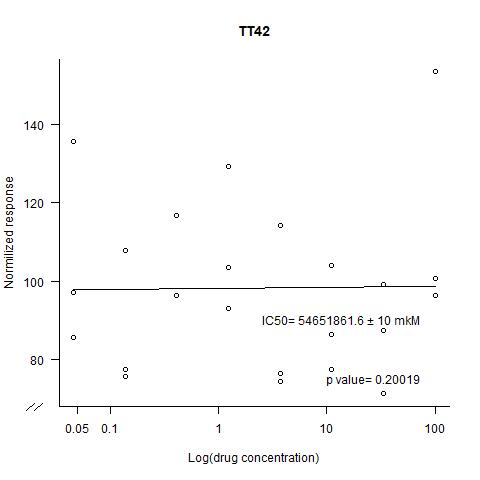 TT42
Normilized response
140
120
100
80
IC50= 54651861.6 ± 10 mkM
p value= 0.20019
0.05 0.1 1 10 100
Log(drug concentration)